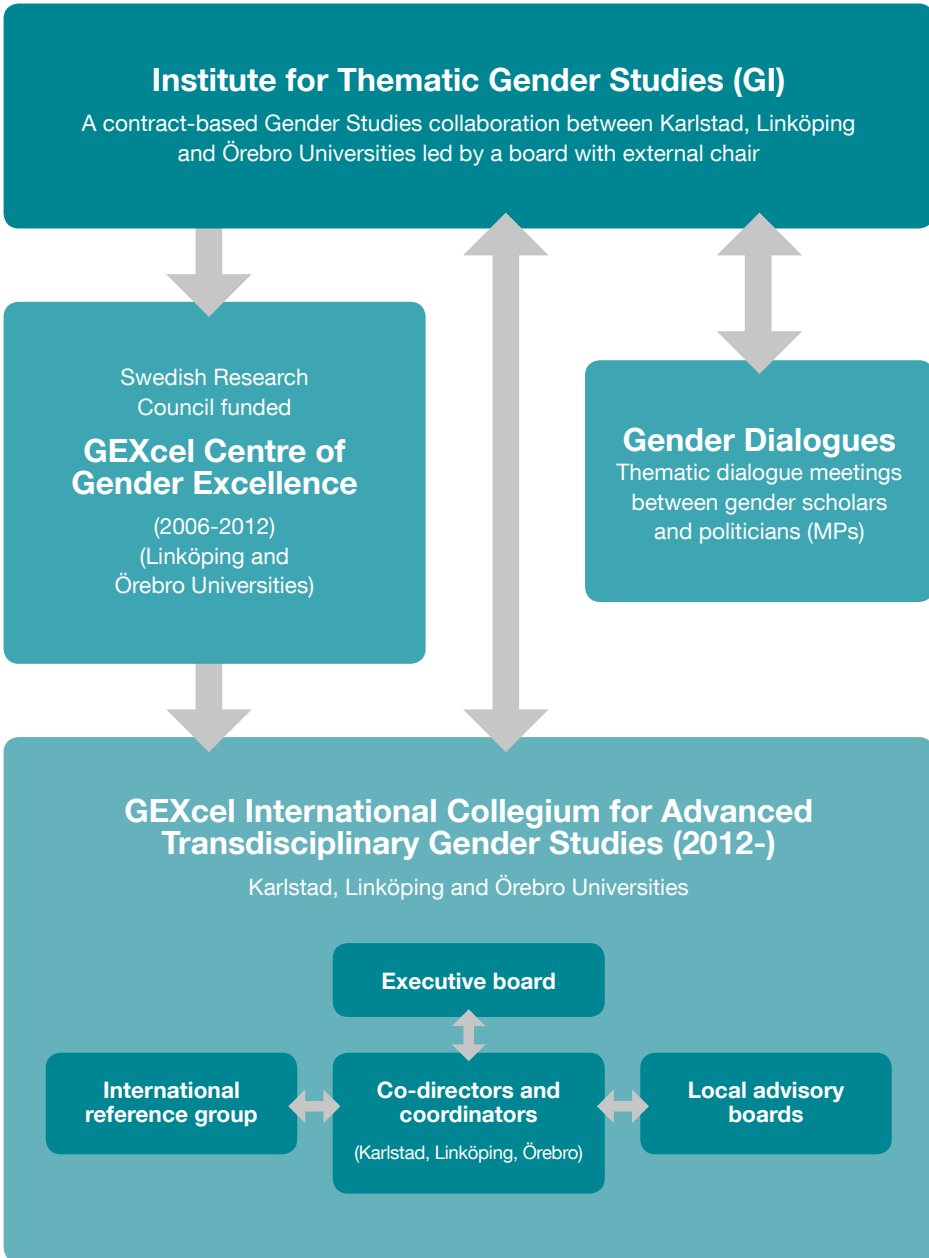 Institute for Thematic Gender Studies (GI)
A contract-based Gender Studies collaboration between Karlstad, Linköping
and Örebro Universities led by a board with external chair
Swedish Research
Council funded
GEXcel Centre of
Gender Excellence
(2006-2012)
(Linköping and
Örebro Universities)
Gender Dialogues
Thematic dialogue meetings
between gender scholars
and politicians (MPs)
GEXcel International Collegium for Advanced
Transdisciplinary Gender Studies (2012-)
Karlstad, Linköping and Örebro Universities
Executive board
International
reference group
Co-directors and
coordinators
(Karlstad, Linköping, Örebro)
Local advisory
boards